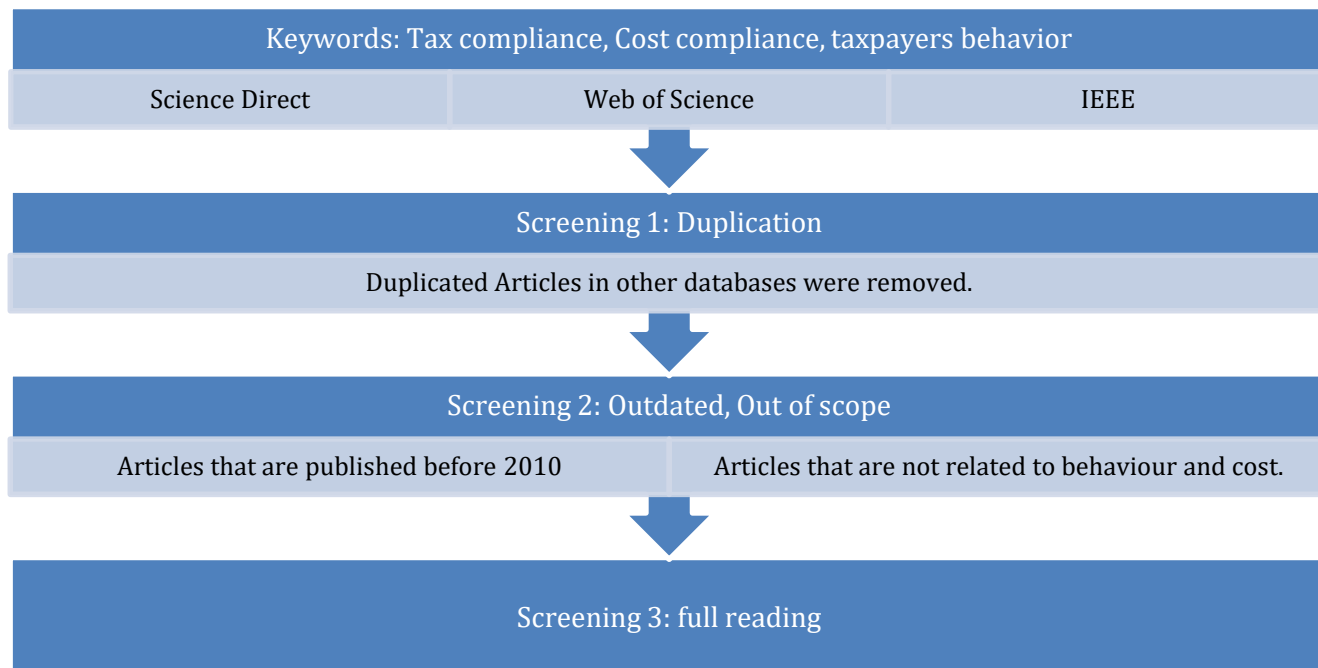 Keywords: Tax compliance, Cost compliance, taxpayers behavior
Science Direct
Web of Science
IEEE
Screening 1: Duplication
Duplicated Articles in other databases were removed.
Screening 2: Outdated, Out of scope
Articles that are published before 2010
Articles that are not related to behaviour and cost.
Screening 3: full reading